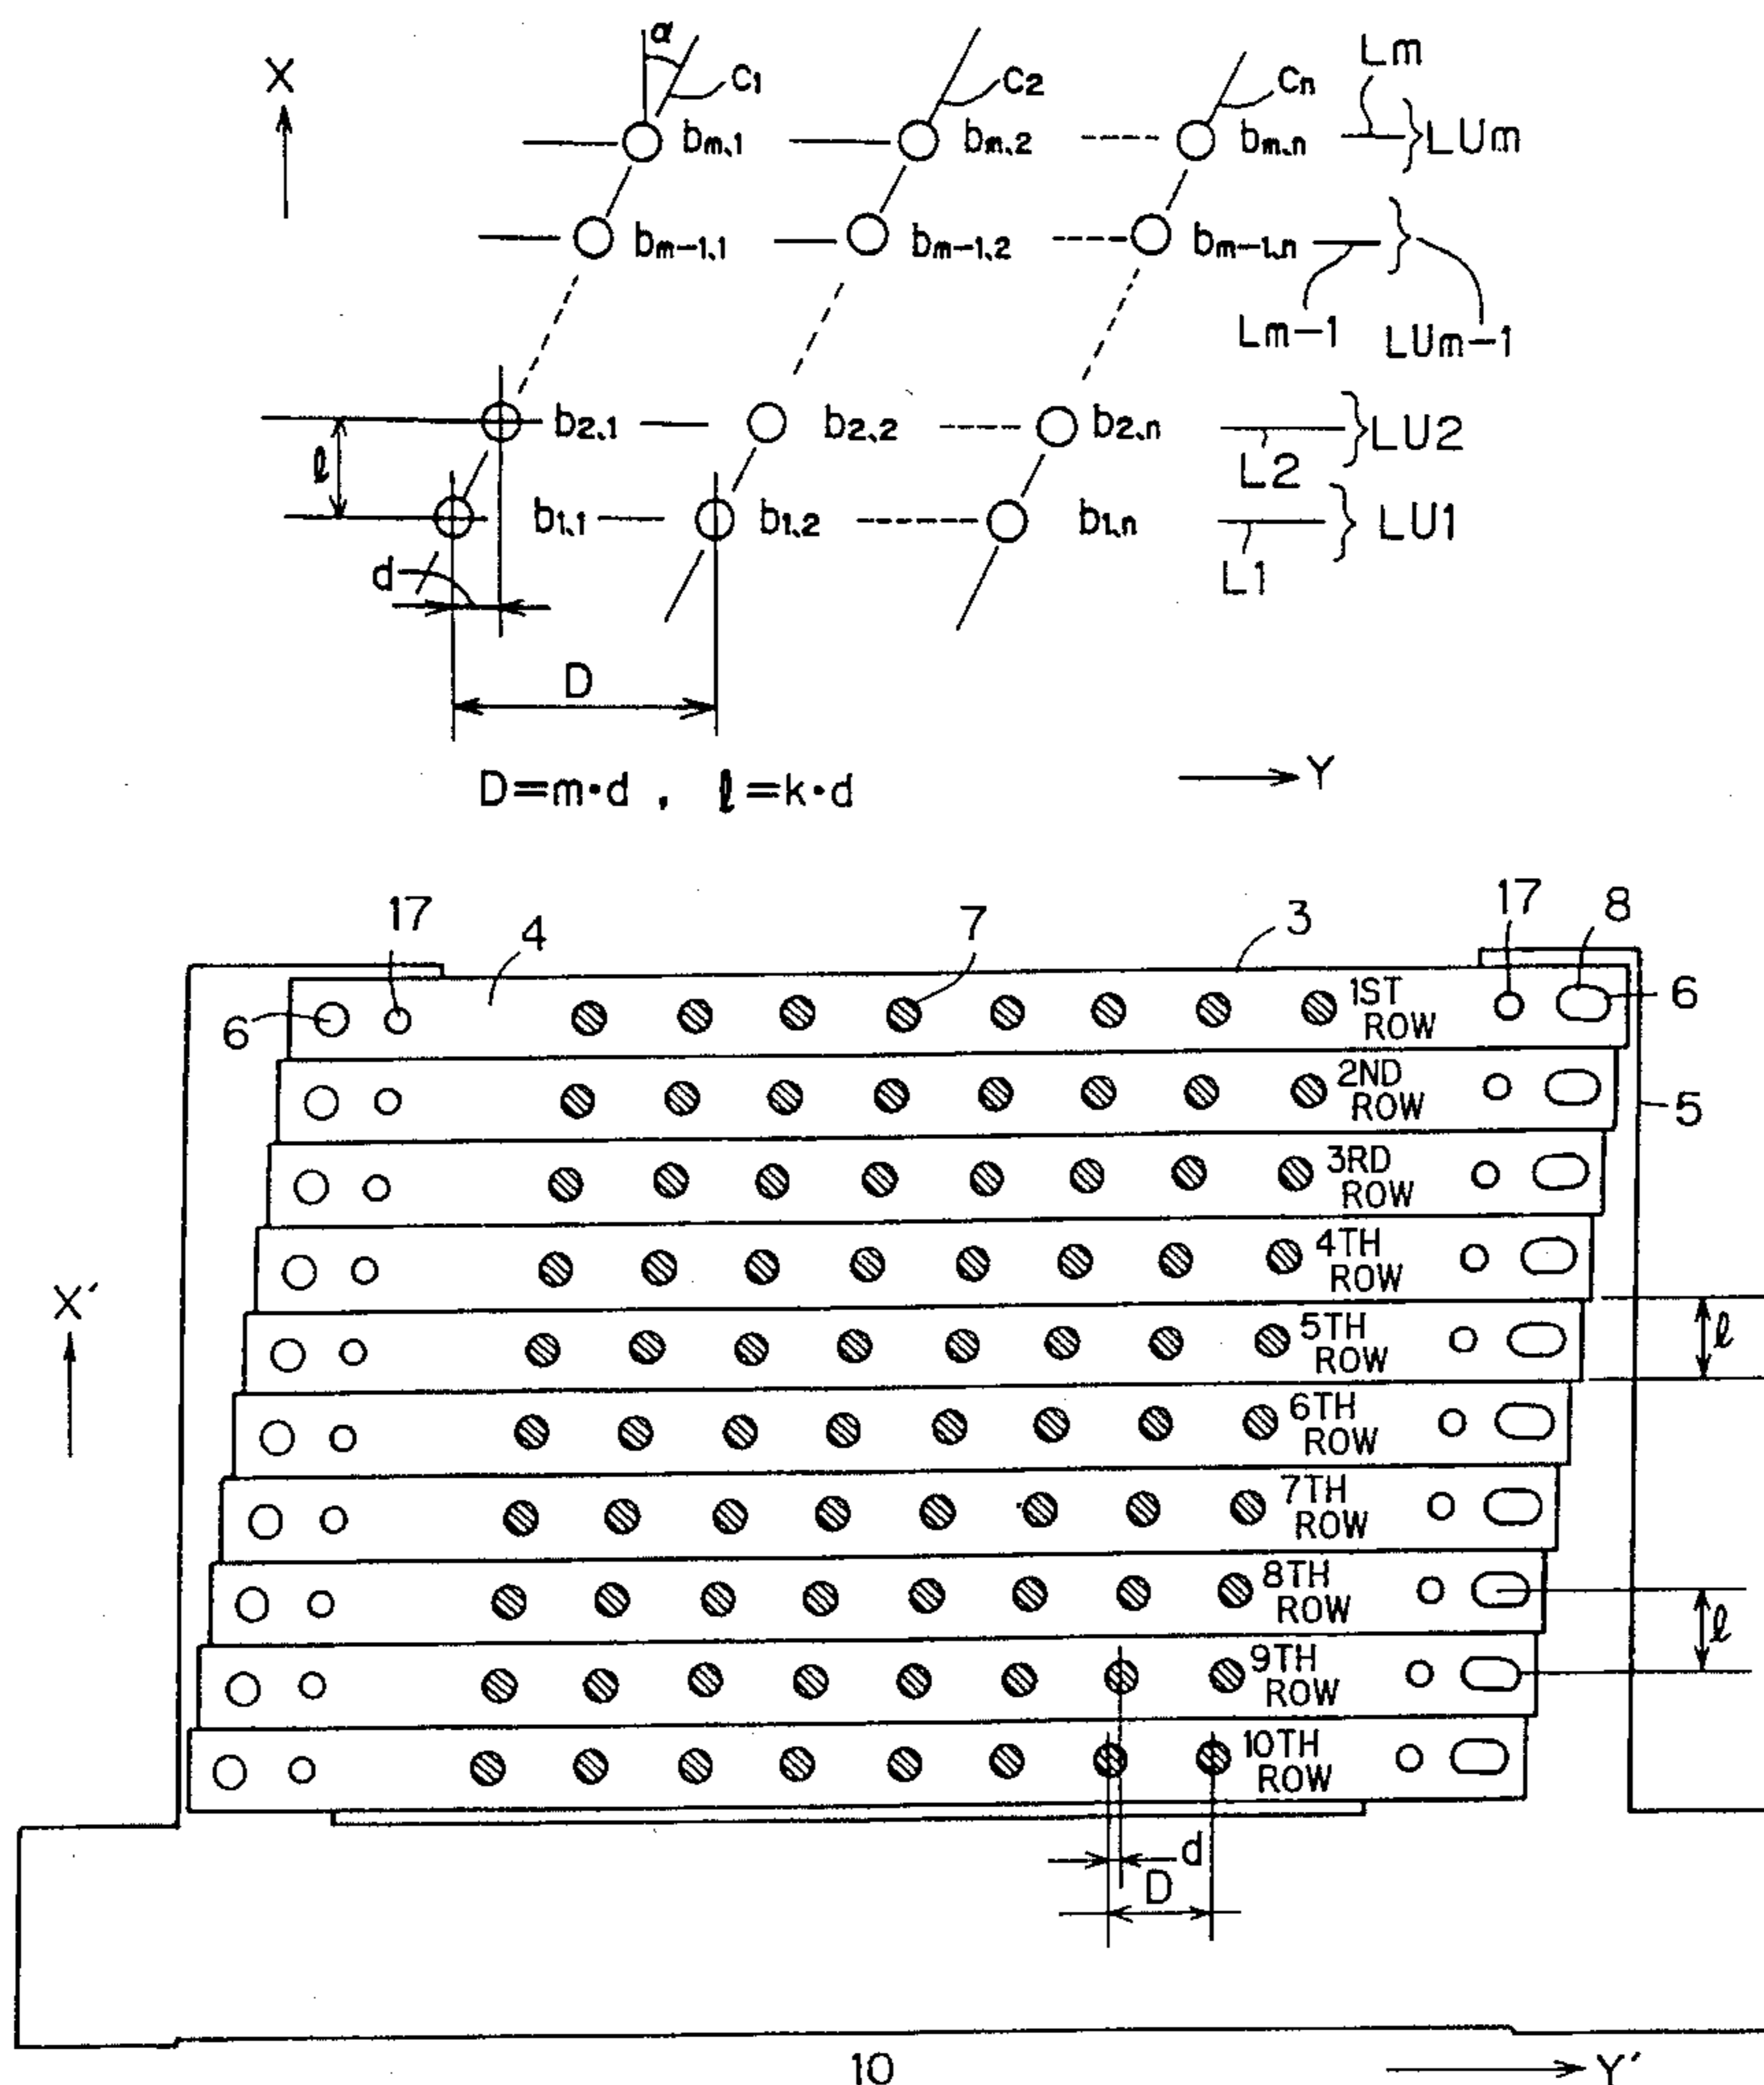 X α C1 C2 Cn Lm
bm,1 bm,2 bm,n LUm
bm-1,1 bm-1,2 bm-1,n
Lm-1 LUm-1
ℓ b2,1 b2,2 b2,n L2 LU2
b1,1 b1,2 b1,n L1 LU1
d
D
D=m·d , ℓ=k·d
Y
17 4 7 3 17 8
6 1ST ROW 6
2ND ROW 5
3RD ROW
X′ 4TH ROW
5TH ROW ℓ
6TH ROW
7TH ROW
8TH ROW ℓ
9TH ROW
10TH ROW
d
D
10 Y′